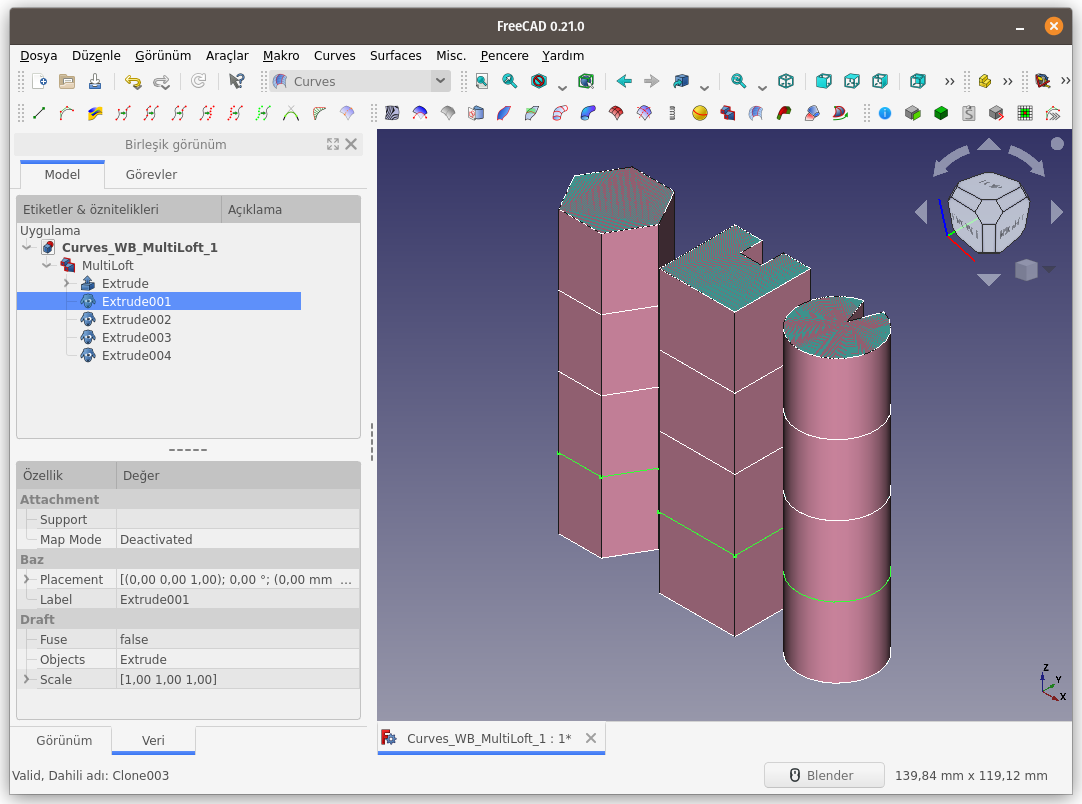 FreeCAD 0.21.0
Dosya Düzenle Görünüm Araçlar Makro Curves Surfaces Misc. Pencere Yardım
Curves
Birleşik görünüm
Model Görevler
Etiketler & öznitelikleri Açıklama
Uygulama
Curves_WB_MultiLoft_1
MultiLoft
Extrude
Extrude001
Extrude002
Extrude003
Extrude004
Özellik Değer
Attachment
Support
Map Mode Deactivated
Baz
Placement [(0,00 0,00 1,00); 0,00 °; (0,00 mm ...
Label Extrude001
Draft
Fuse false
Objects Extrude
Scale [1,00 1,00 1,00]
Z
Y
X
Görünüm Veri
Curves_WB_MultiLoft_1 : 1*
Valid, Dahili adı: Clone003
Blender 139,84 mm x 119,12 mm